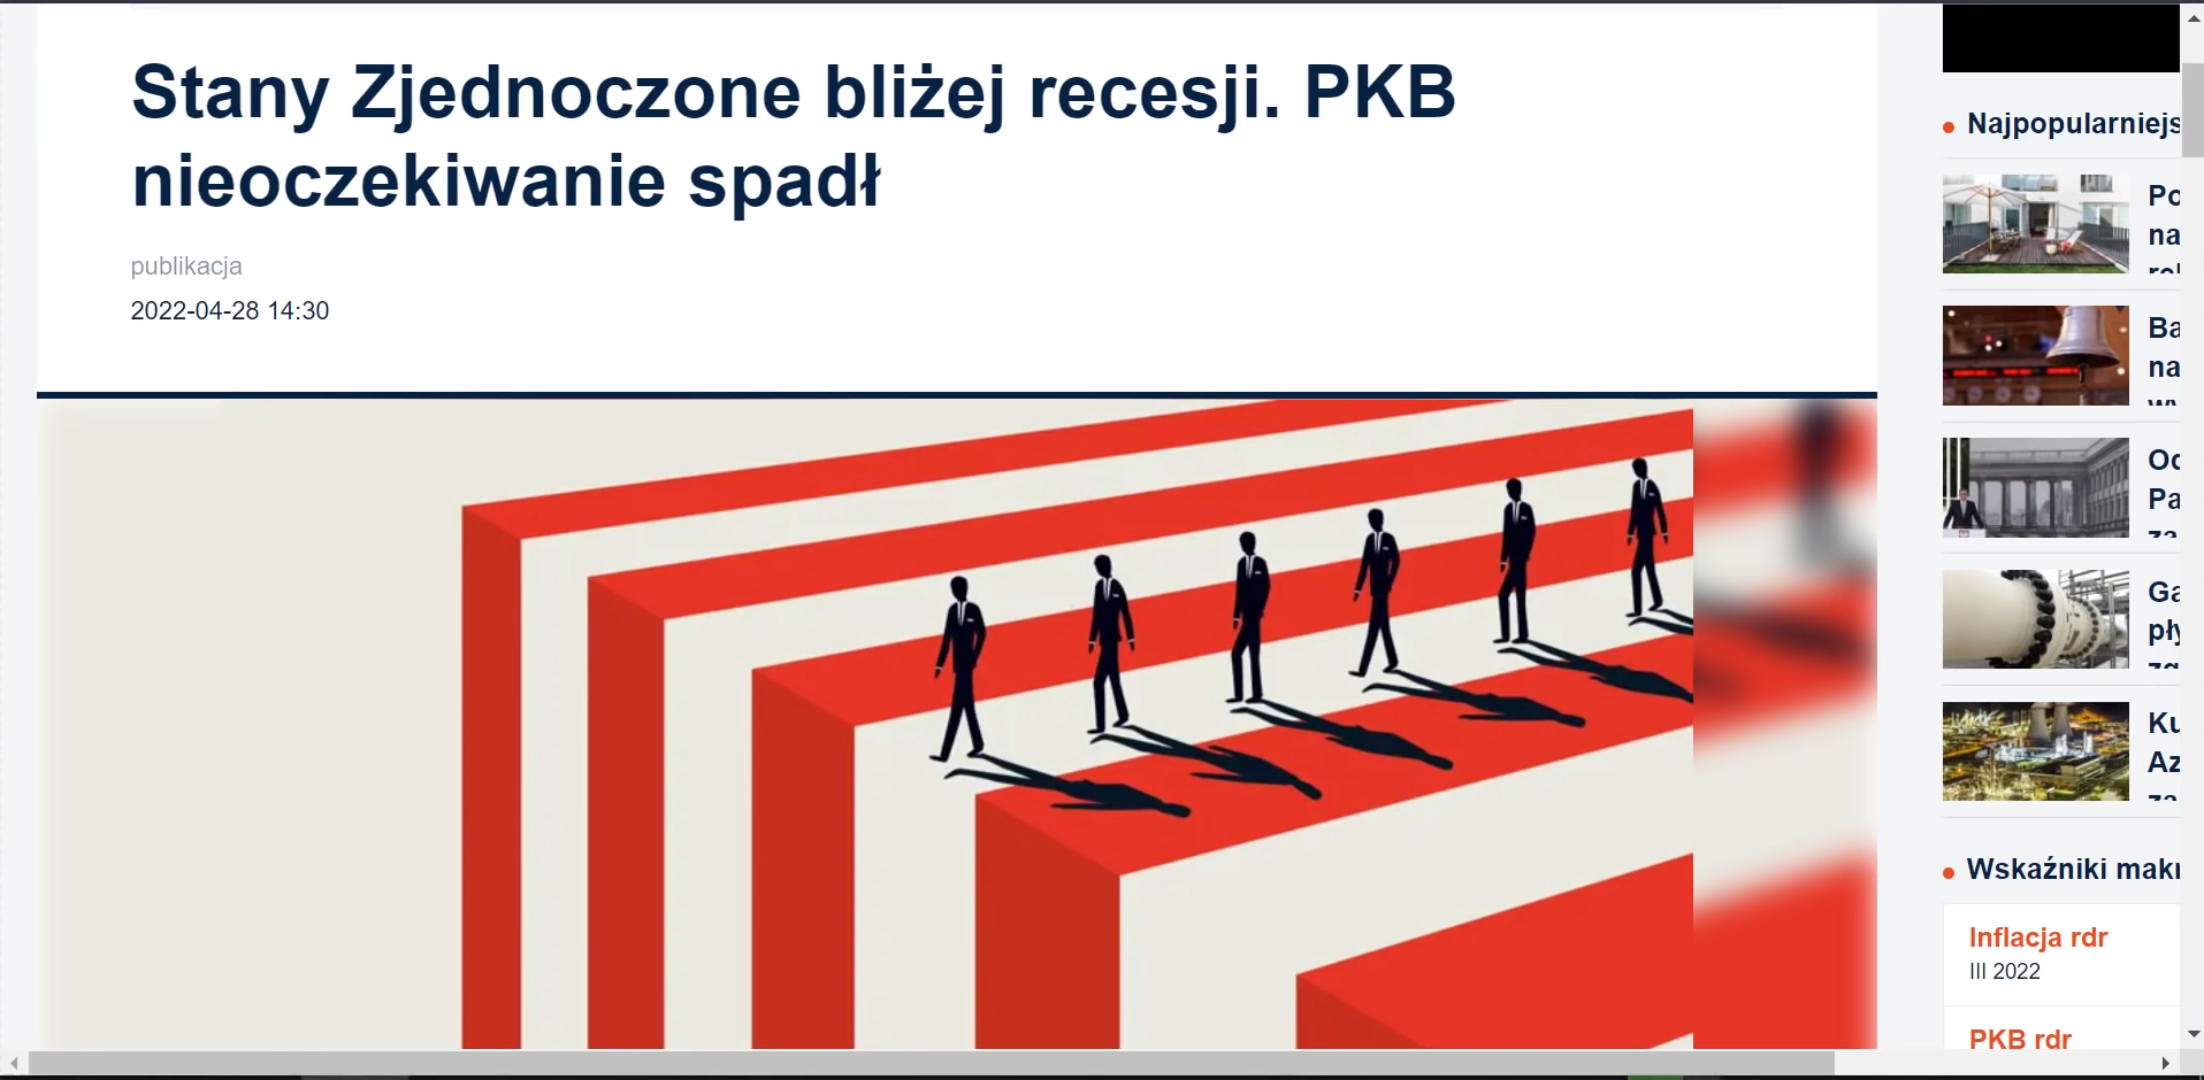 Stany Zjednoczone bliżej recesji. PKB
nieoczekiwanie spadł
publikacja
2022-04-28 14:30
Najpopularniejs
Po
na
Ba
na
Od
Pa
Ga
pły
Ku
Az
Wskaźniki makr
Inflacja rdr
III 2022
PKB rdr